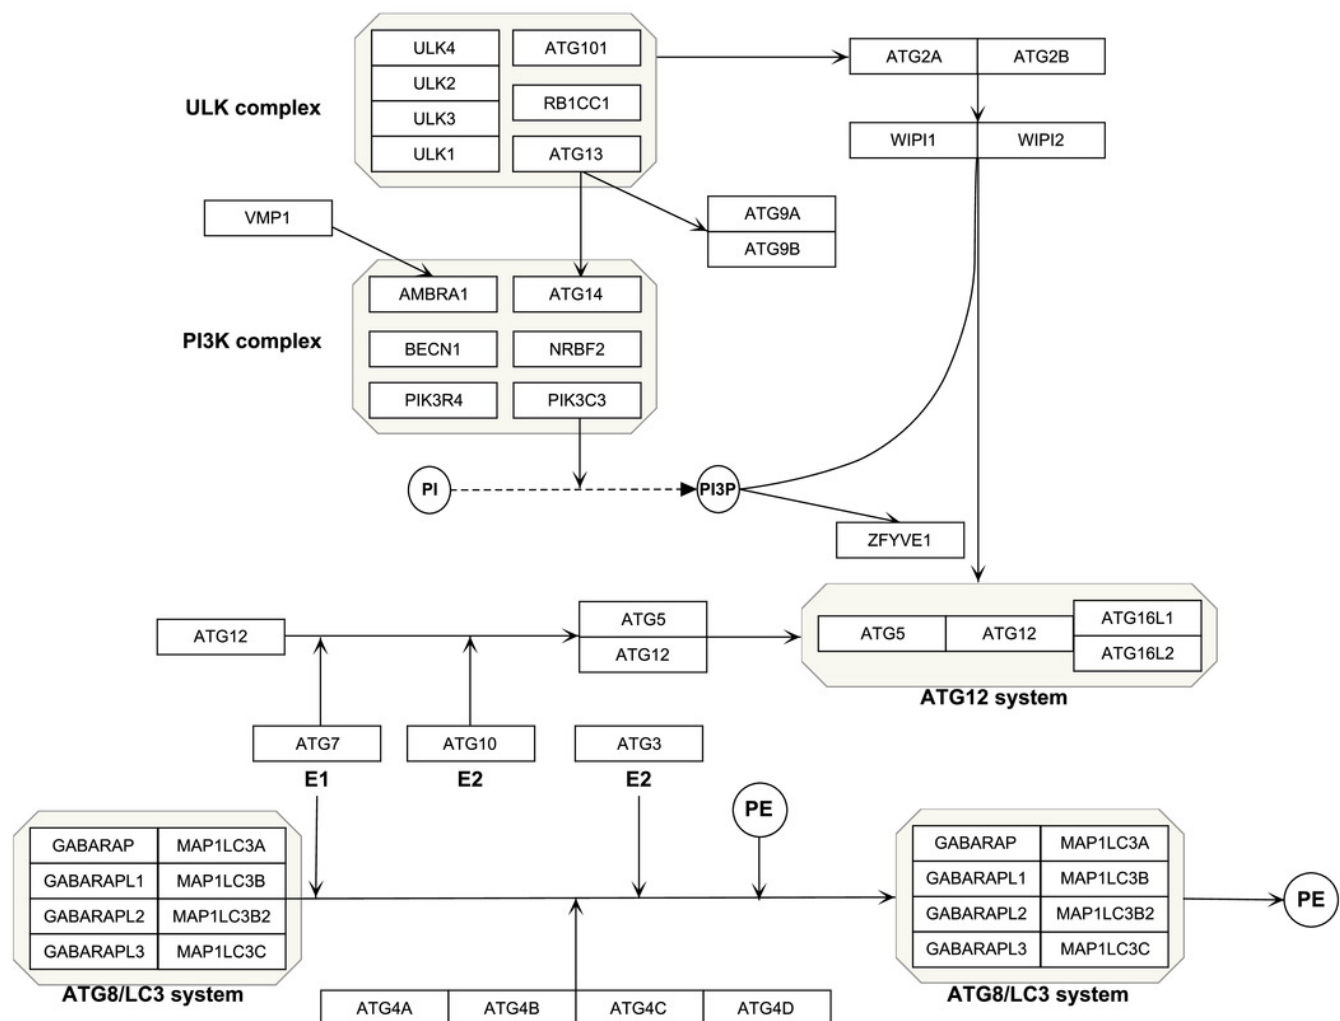 ULK4
ULK2
ULK3
ULK1
ATG101
RB1CC1
ATG13
ULK complex
ATG2A
ATG2B
WIPI1
WIPI2
VMP1
ATG9A
ATG9B
AMBRA1
BECN1
PIK3R4
ATG14
NRBF2
PIK3C3
PI3K complex
PI
PI3P
ZFYVE1
ATG12
ATG5
ATG12
ATG5
ATG12
ATG16L1
ATG16L2
ATG12 system
ATG7
E1
ATG10
E2
ATG3
E2
PE
GABARAP
GABARAPL1
GABARAPL2
GABARAPL3
MAP1LC3A
MAP1LC3B
MAP1LC3B2
MAP1LC3C
ATG8/LC3 system
GABARAP
GABARAPL1
GABARAPL2
GABARAPL3
MAP1LC3A
MAP1LC3B
MAP1LC3B2
MAP1LC3C
ATG8/LC3 system
PE
ATG4A
ATG4B
ATG4C
ATG4D